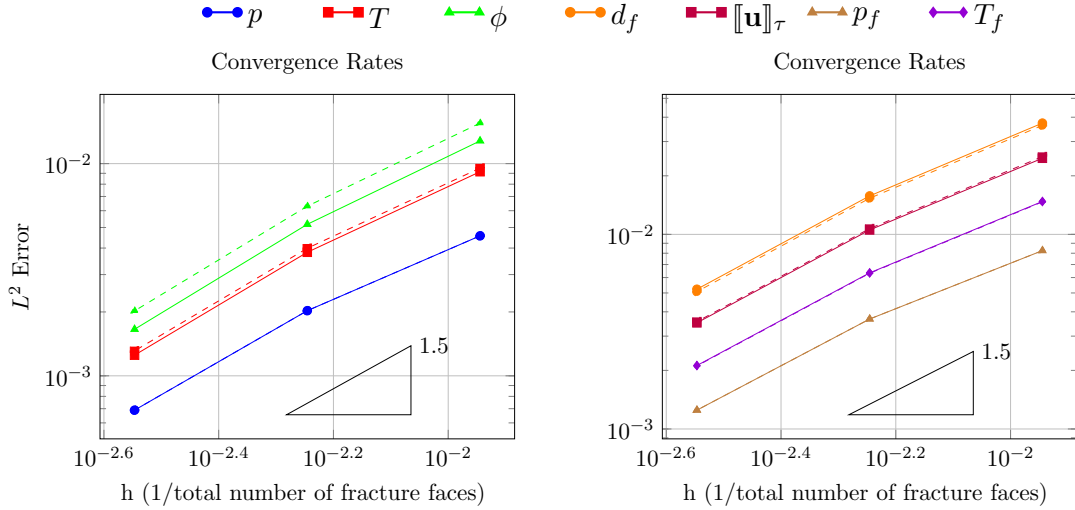 p T ϕ d_f ⟦𝐮⟧_τ p_f T_f
Convergence Rates
10^{-2}
10^{-3}
L^2 Error
1.5
10^{-2.6} 10^{-2.4} 10^{-2.2} 10^{-2}
h (1/total number of fracture faces)
Convergence Rates
10^{-2}
10^{-3}
1.5
10^{-2.6} 10^{-2.4} 10^{-2.2} 10^{-2}
h (1/total number of fracture faces)